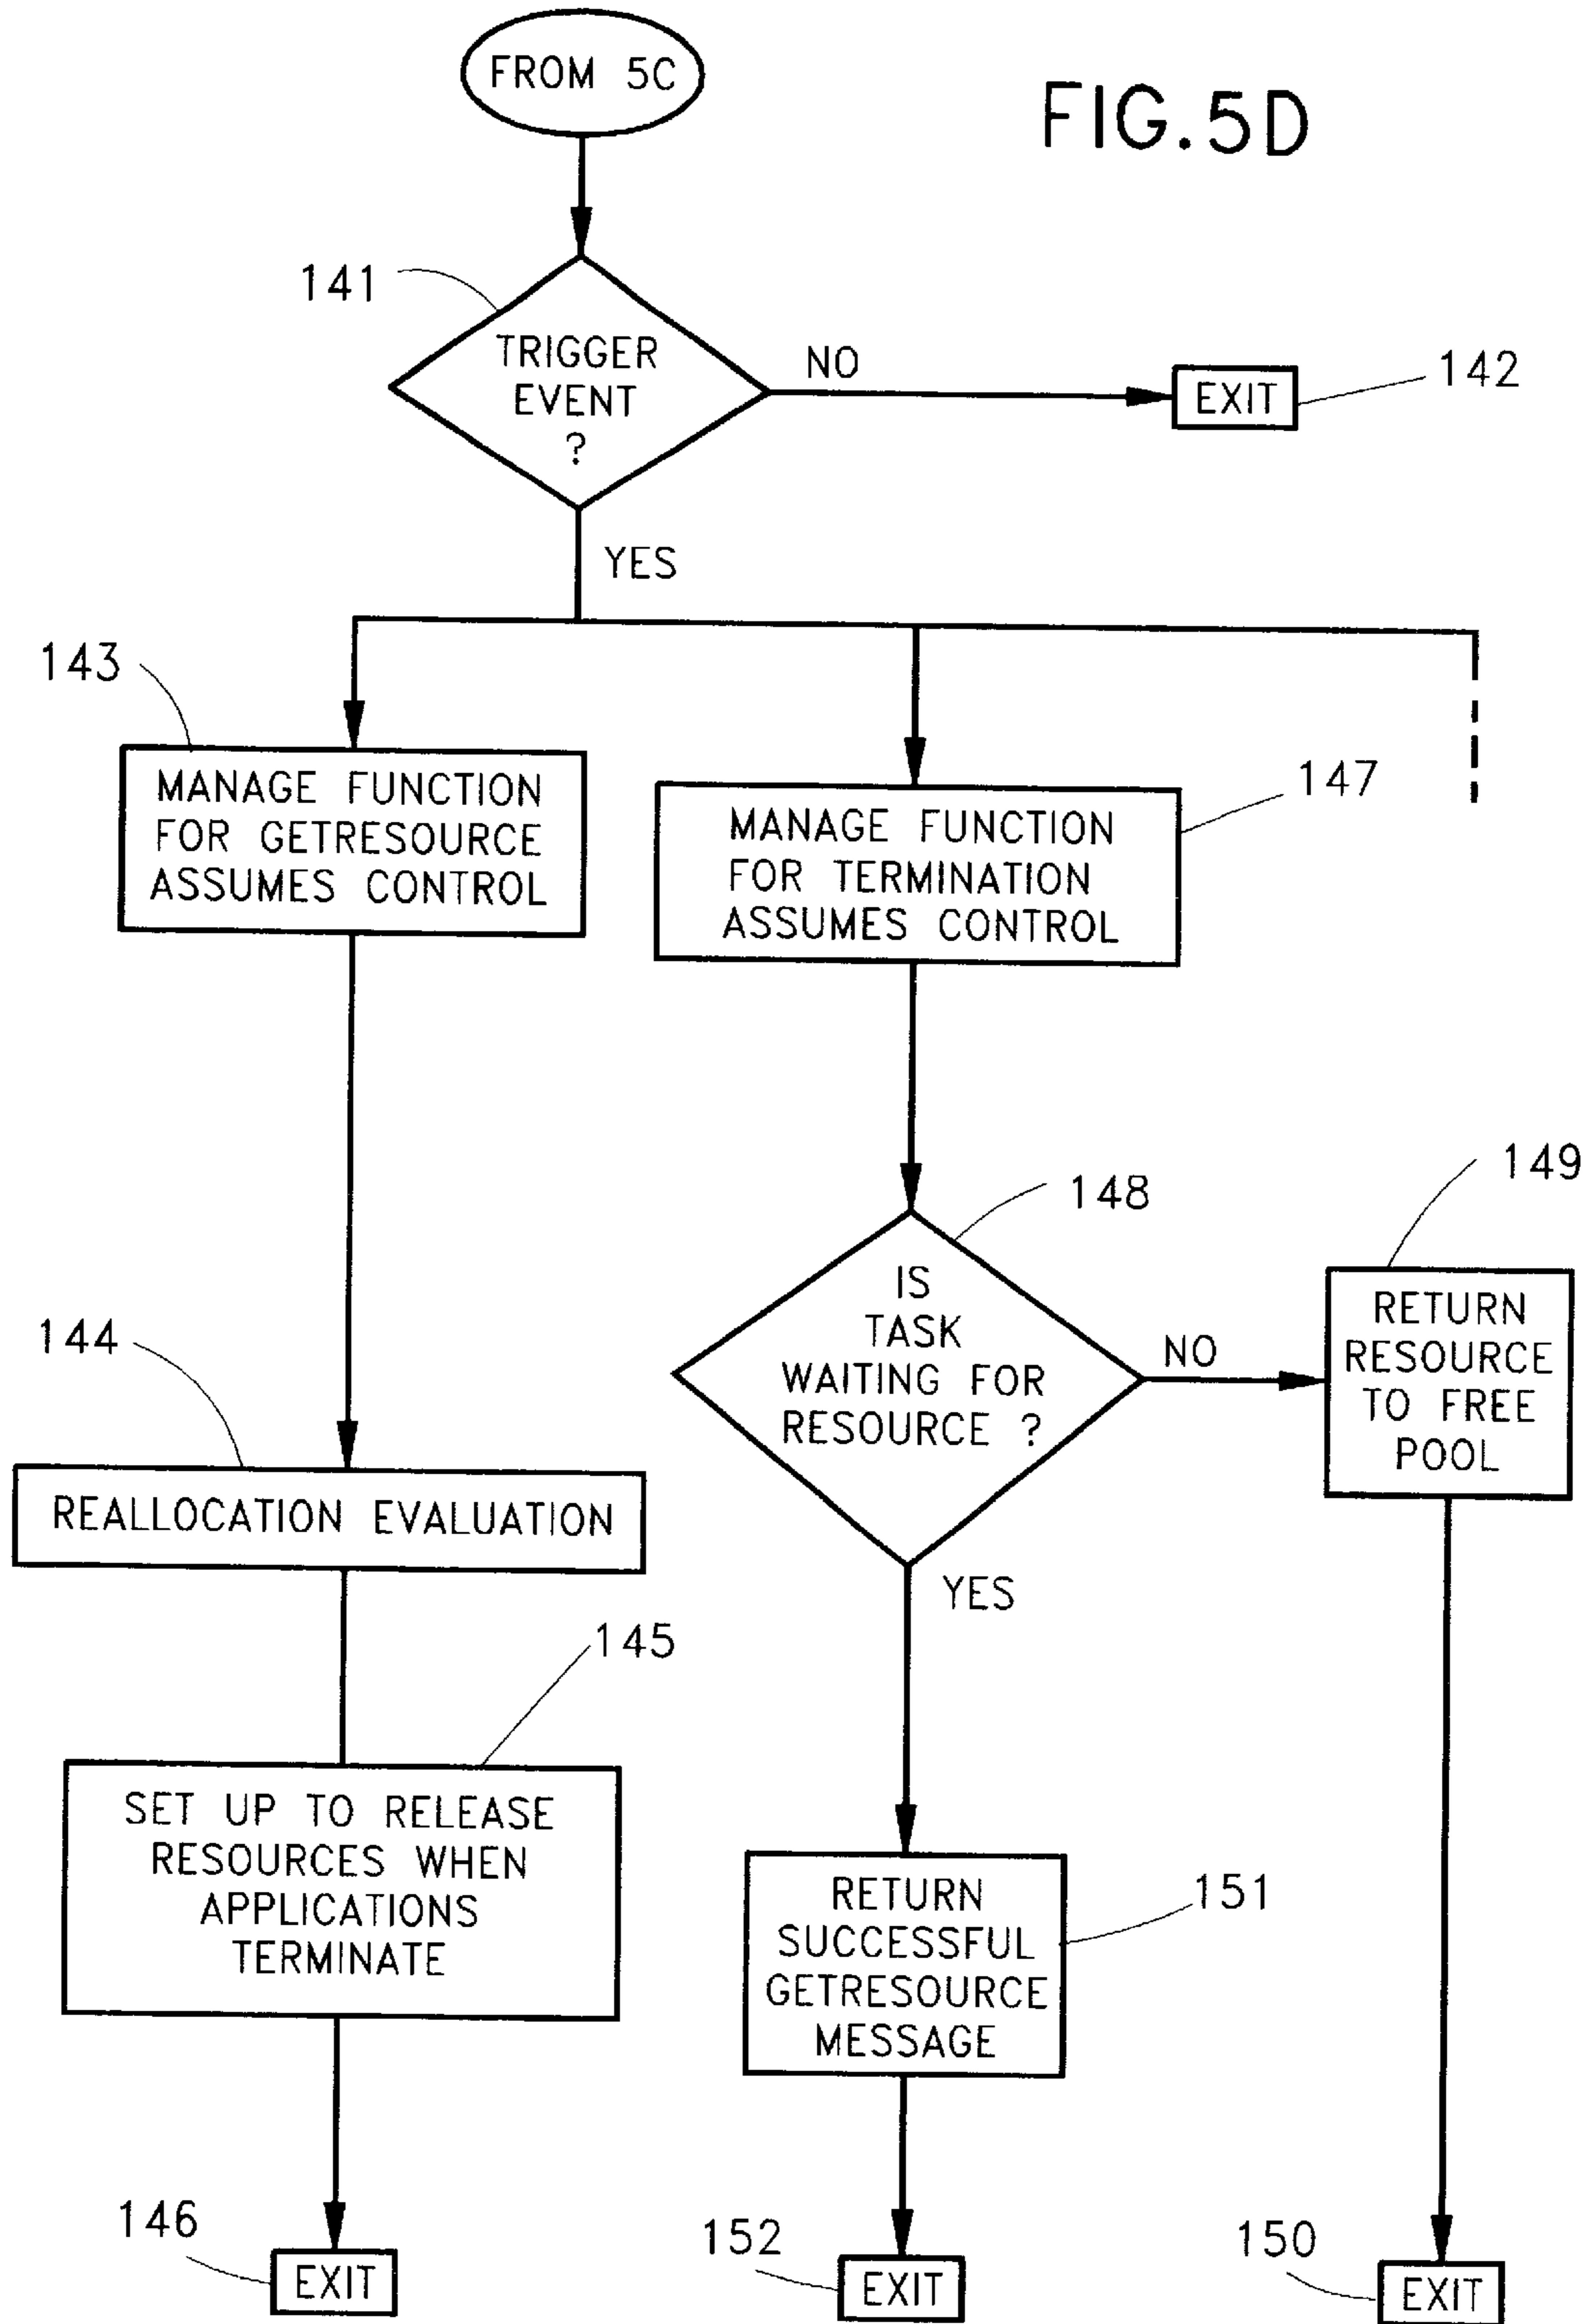 FROM 5C
FIG.5D
141
TRIGGER
EVENT
?
NO
EXIT
142
YES
143
MANAGE FUNCTION
FOR GETRESOURCE
ASSUMES CONTROL
147
MANAGE FUNCTION
FOR TERMINATION
ASSUMES CONTROL
148
IS
TASK
WAITING FOR
RESOURCE ?
NO
149
RETURN
RESOURCE
TO FREE
POOL
144
REALLOCATION EVALUATION
YES
145
SET UP TO RELEASE
RESOURCES WHEN
APPLICATIONS
TERMINATE
151
RETURN
SUCCESSFUL
GETRESOURCE
MESSAGE
146
EXIT
152
EXIT
150
EXIT